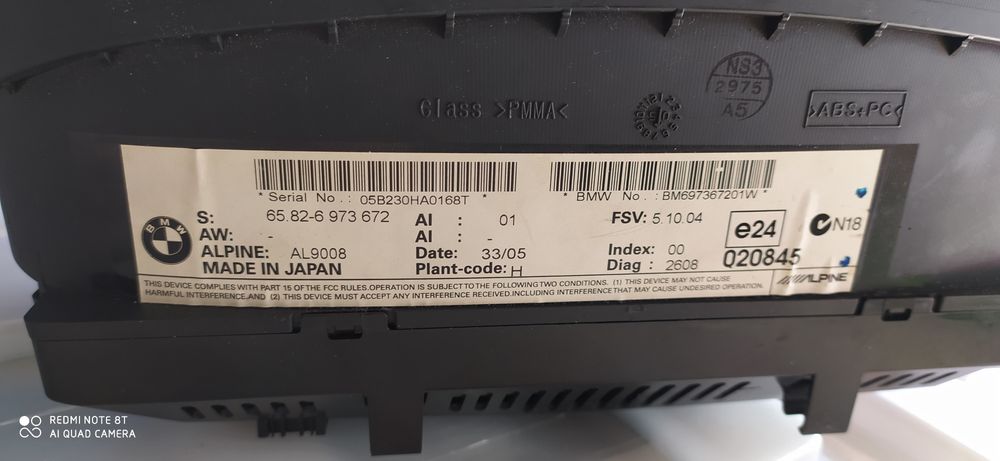 NS3
2975
A5
Glass >PMMA<
>ABS+PC<
* Serial No.: 05B230HA0168T *
* BMW No.: BM697367201W *
BMW
S: 65.82-6 973 672
AW: -
ALPINE: AL9008
MADE IN JAPAN
AI : 01
AI : -
Date: 33/05
Plant-code: H
FSV: 5.10.04
Index: 00
Diag : 2608
e24
020845
N18
ALPINE
THIS DEVICE COMPLIES WITH PART 15 OF THE FCC RULES.OPERATION IS SUBJECT TO THE FOLLOWING TWO CONDITIONS. (1) THIS DEVICE MAY NOT CAUSE
HARMFUL INTERFERENCE,AND (2) THIS DEVICE MUST ACCEPT ANY INTERFERENCE RECEIVED.INCLUDING INTERFERENCE THAT MAY CAUSE UNDESIRED OPERATION.
REDMI NOTE 8T
AI QUAD CAMERA